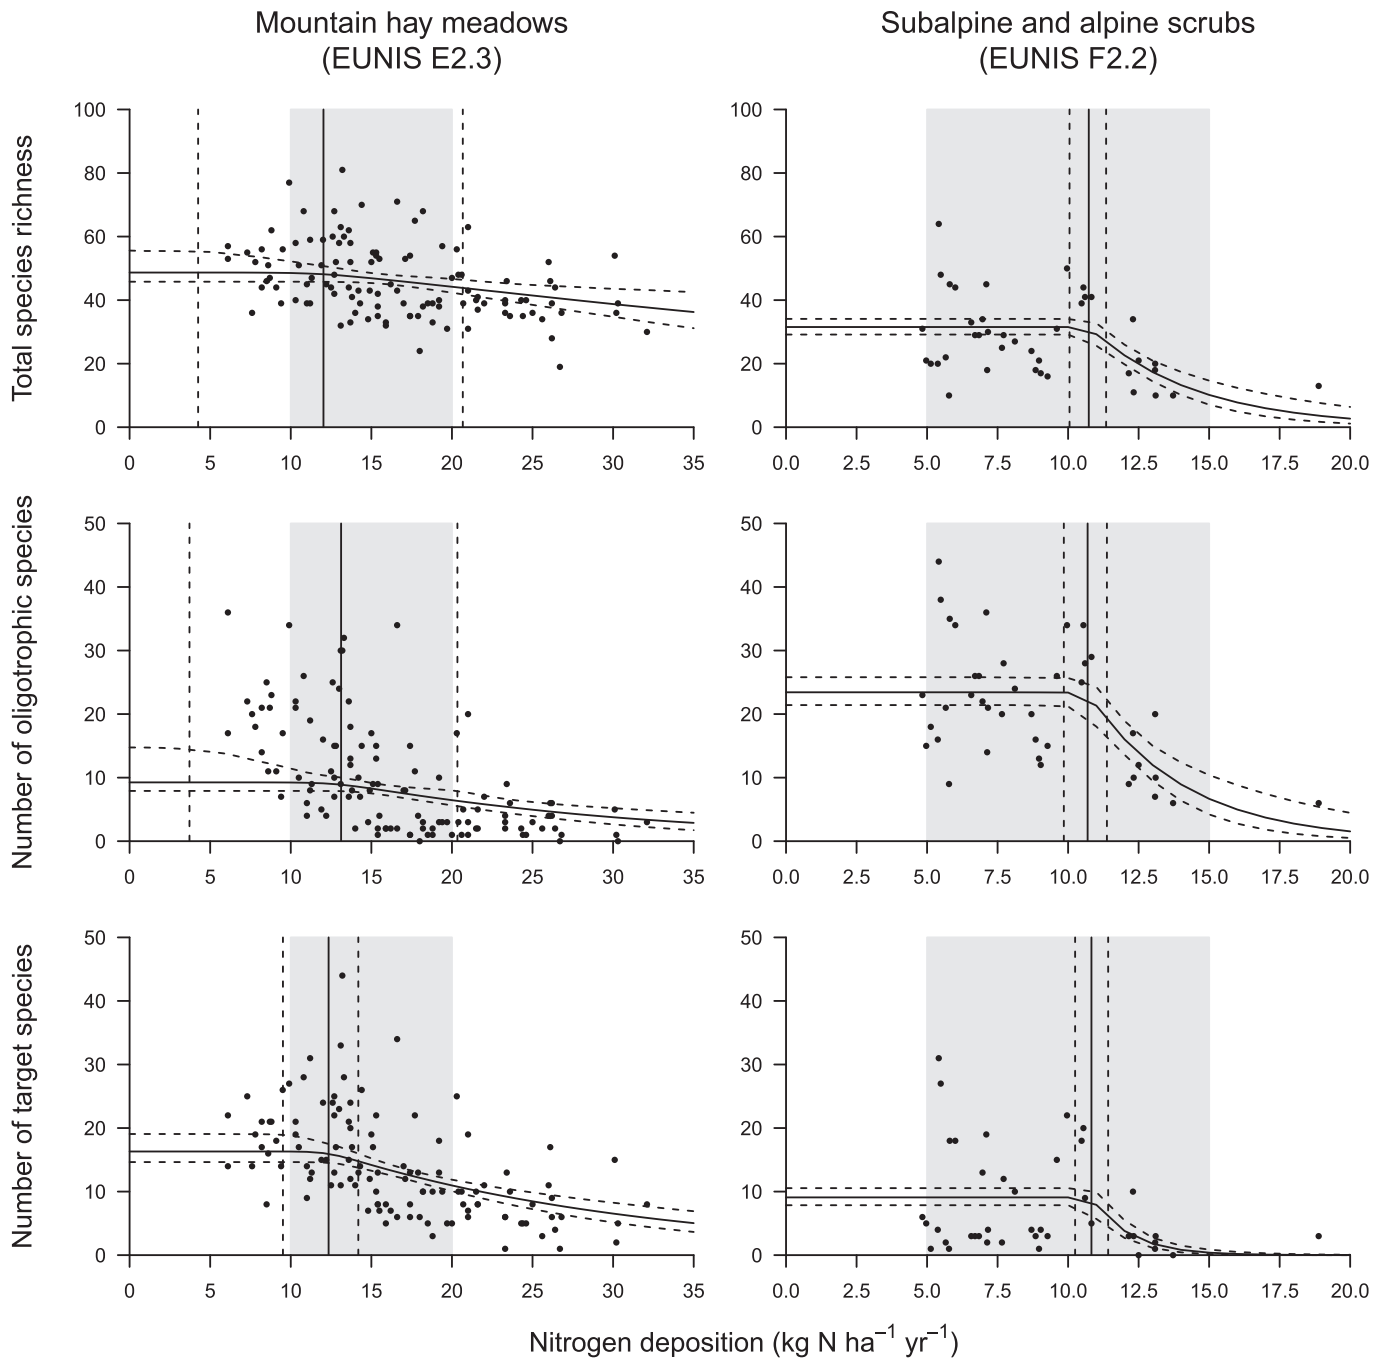 Mountain hay meadows
(EUNIS E2.3)
Subalpine and alpine scrubs
(EUNIS F2.2)
Total species richness
100
80
60
40
20
0
0 5 10 15 20 25 30 35
100
80
60
40
20
0
0 2.5 5.0 7.5 10.0 12.5 15.0 17.5 20.0
Number of oligotrophic species
50
40
30
20
10
0
0 5 10 15 20 25 30 35
50
40
30
20
10
0
0.0 2.5 5.0 7.5 10.0 12.5 15.0 17.5 20.0
Number of target species
50
40
30
20
10
0
0 5 10 15 20 25 30 35
50
40
30
20
10
0
0.0 2.5 5.0 7.5 10.0 12.5 15.0 17.5 20.0
Nitrogen deposition (kg N ha⁻¹ yr⁻¹)